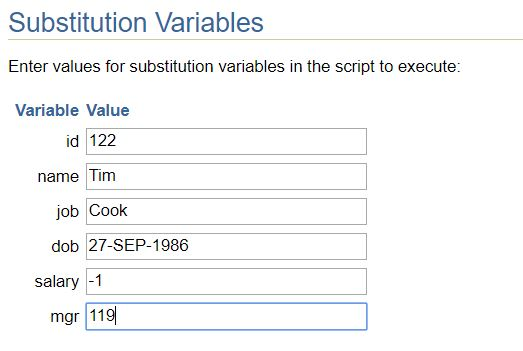 Substitution Variables
Enter values for substitution variables in the script to execute:
Variable Value
id 122
name Tim
job Cook
dob 27-SEP-1986
salary -1
mgr 119